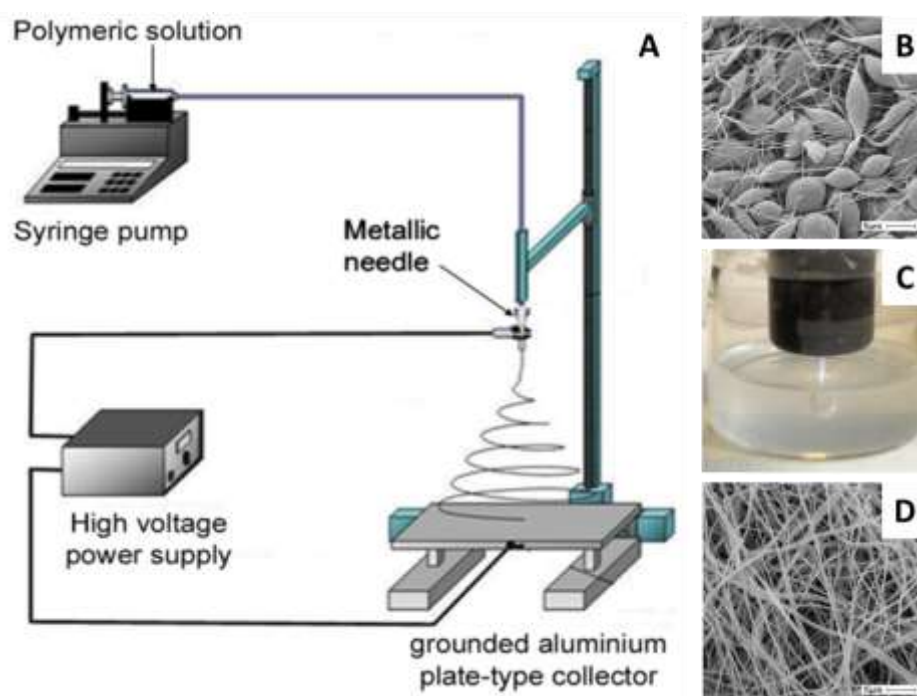 Polymeric solution
A
Syringe pump
Metallic
needle
High voltage
power supply
grounded aluminium
plate-type collector
B
C
D